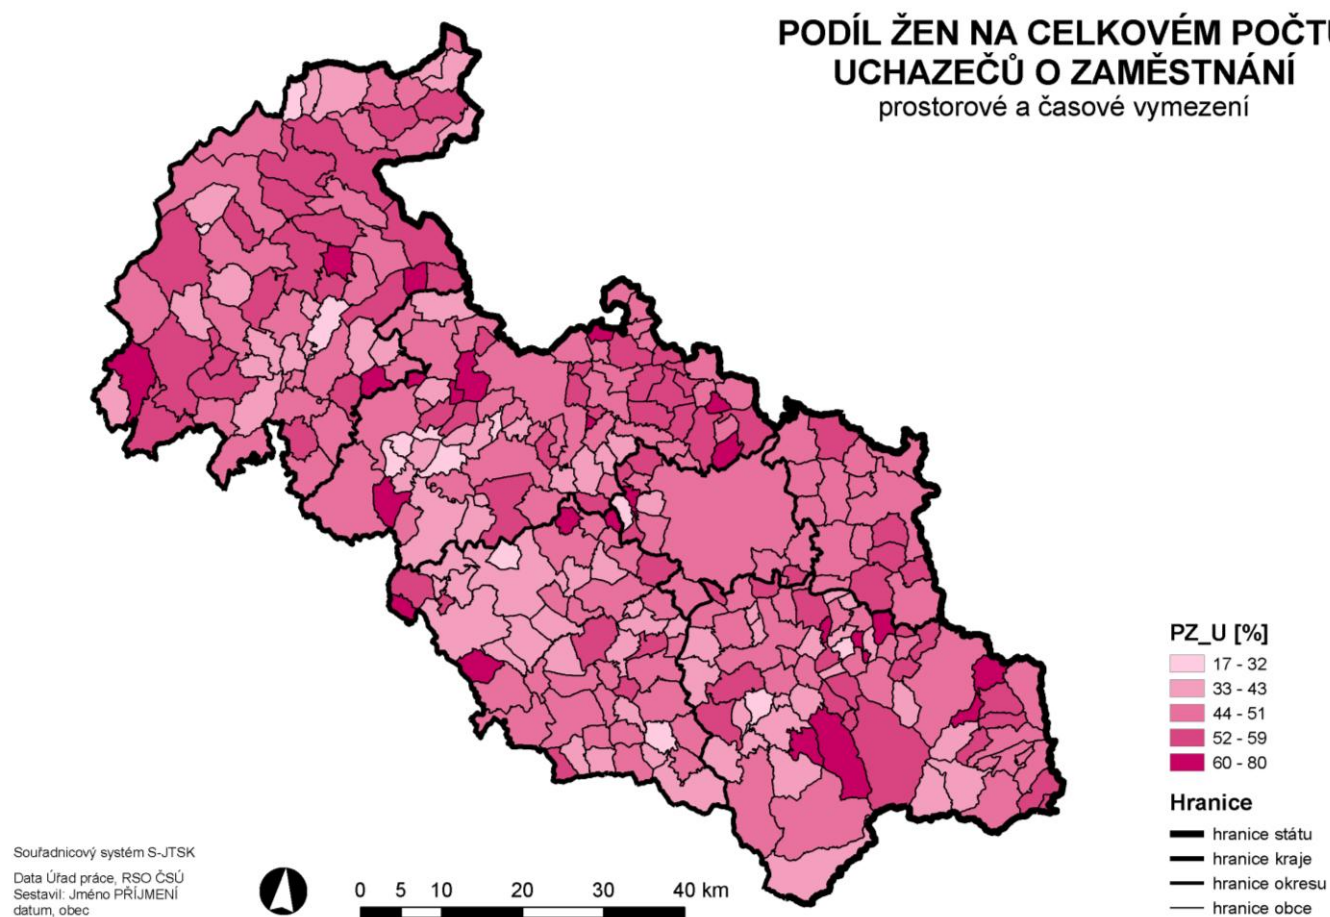 PODÍL ŽEN NA CELKOVÉM POČTU
UCHAZEČŮ O ZAMĚSTNÁNÍ
prostorové a časové vymezení
PZ_U [%]
17 - 32
33 - 43
44 - 51
52 - 59
60 - 80
Hranice
hranice státu
hranice kraje
hranice okresu
hranice obce
Souřadnicový systém S-JTSK
Data Úřad práce, RSO ČSÚ
Sestavil: Jméno PŘÍJMENÍ
datum, obec
0 5 10 20 30 40 km